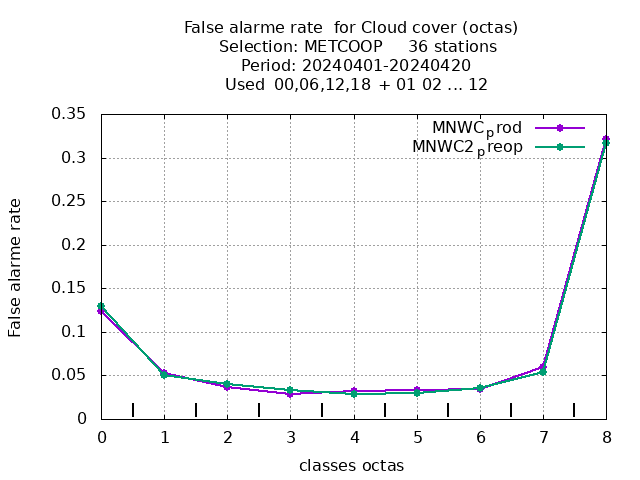 False alarme rate  for Cloud cover (octas)
Selection: METCOOP     36 stations
Period: 20240401-20240420
Used  00,06,12,18 + 01 02 ... 12
MNWCprod
MNWC2preop
0.35
0.3
0.25
0.2
0.15
0.1
0.05
0
False alarme rate
0 1 2 3 4 5 6 7 8
classes octas